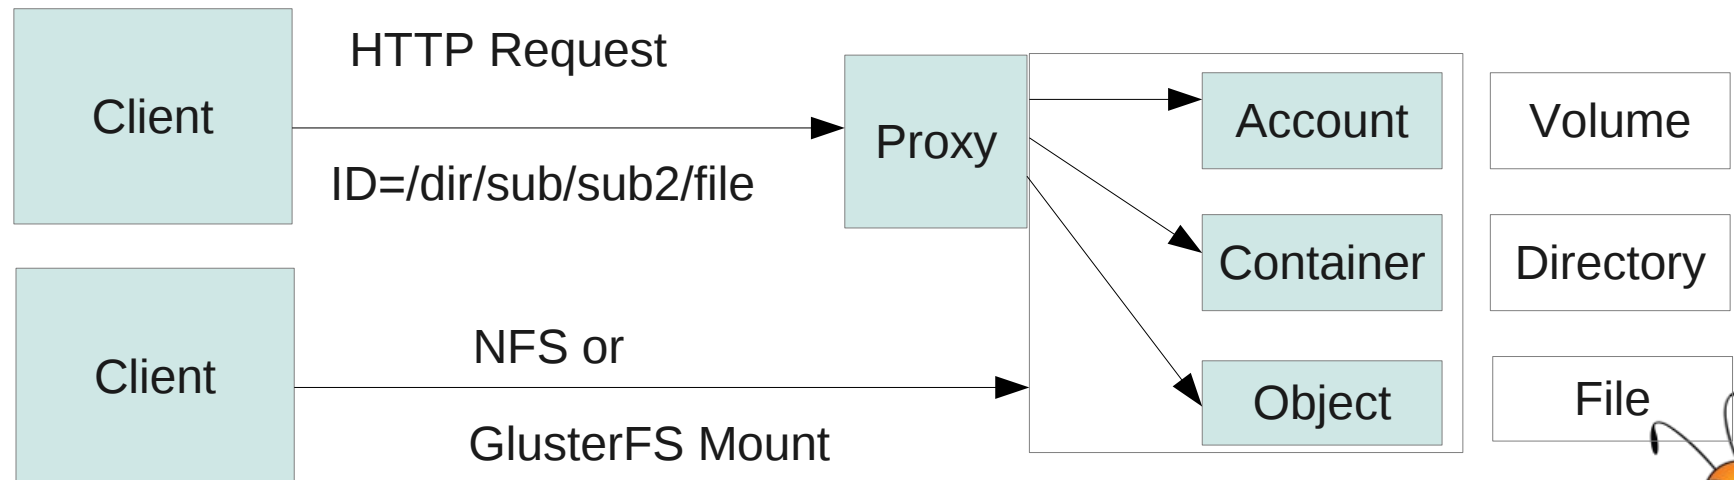 HTTP Request
Client
ID=/dir/sub/sub2/file
Proxy
Account
Volume
Container
Directory
Client
NFS or
GlusterFS Mount
Object
File